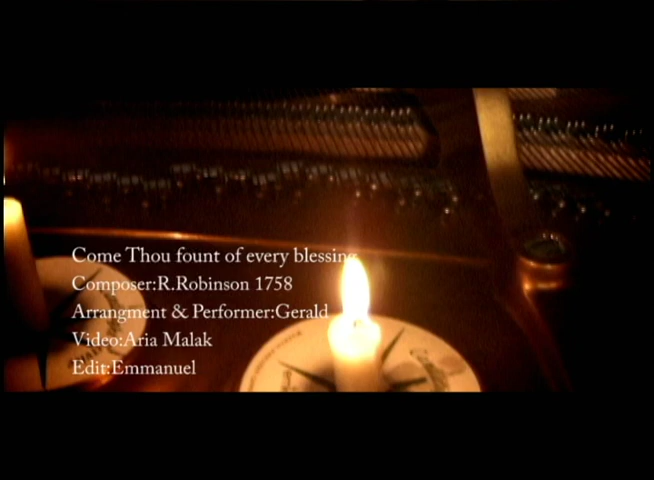 Come Thou fount of every blessing
Composer:R.Robinson 1758
Arrangment & Performer:Gerald
Video:Aria Malak
Edit:Emmanuel